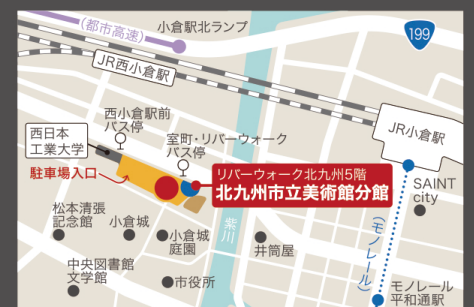 (都市高速)
小倉駅北ランプ
199
JR西小倉駅
西小倉駅前
バス停
西日本
工業大学
室町・リバーウォーク
バス停
JR小倉駅
駐車場入口
リバーウォーク北九州5階
北九州市立美術館分館
SAINT
city
松本清張
記念館
小倉城
小倉城
庭園
紫川
井筒屋
(モノレール)
中央図書館
文学館
市役所
モノレール
平和通駅